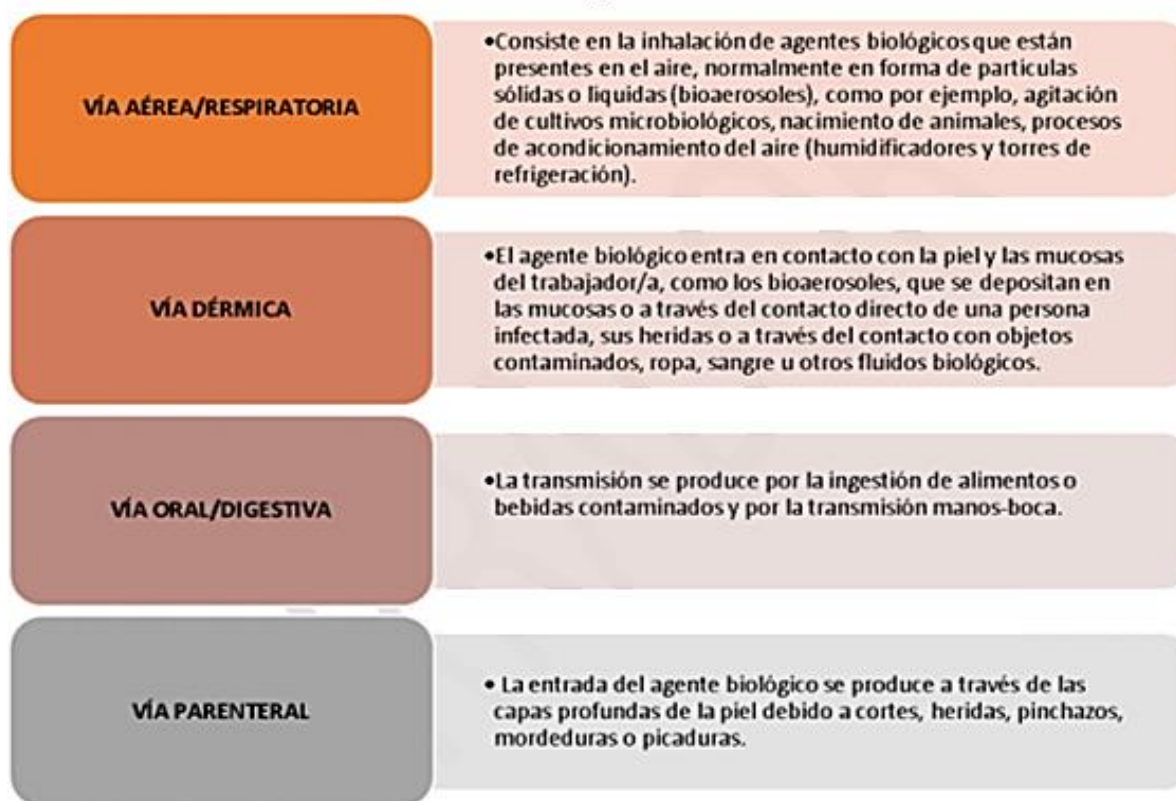 VÍA AÉREA/RESPIRATORIA
•Consiste en la inhalación de agentes biológicos que están
presentes en el aire, normalmente en forma de partículas
sólidas o líquidas (bioaerosoles), como por ejemplo, agitación
de cultivos microbiológicos, nacimiento de animales, procesos
de acondicionamiento del aire (humidificadores y torres de
refrigeración).
VÍA DÉRMICA
•El agente biológico entra en contacto con la piel y las mucosas
del trabajador/a, como los bioaerosoles, que se depositan en
las mucosas o a través del contacto directo de una persona
infectada, sus heridas o a través del contacto con objetos
contaminados, ropa, sangre u otros fluidos biológicos.
VÍA ORAL/DIGESTIVA
•La transmisión se produce por la ingestión de alimentos o
bebidas contaminados y por la transmisión manos-boca.
VÍA PARENTERAL
• La entrada del agente biológico se produce a través de las
capas profundas de la piel debido a cortes, heridas, pinchazos,
mordeduras o picaduras.